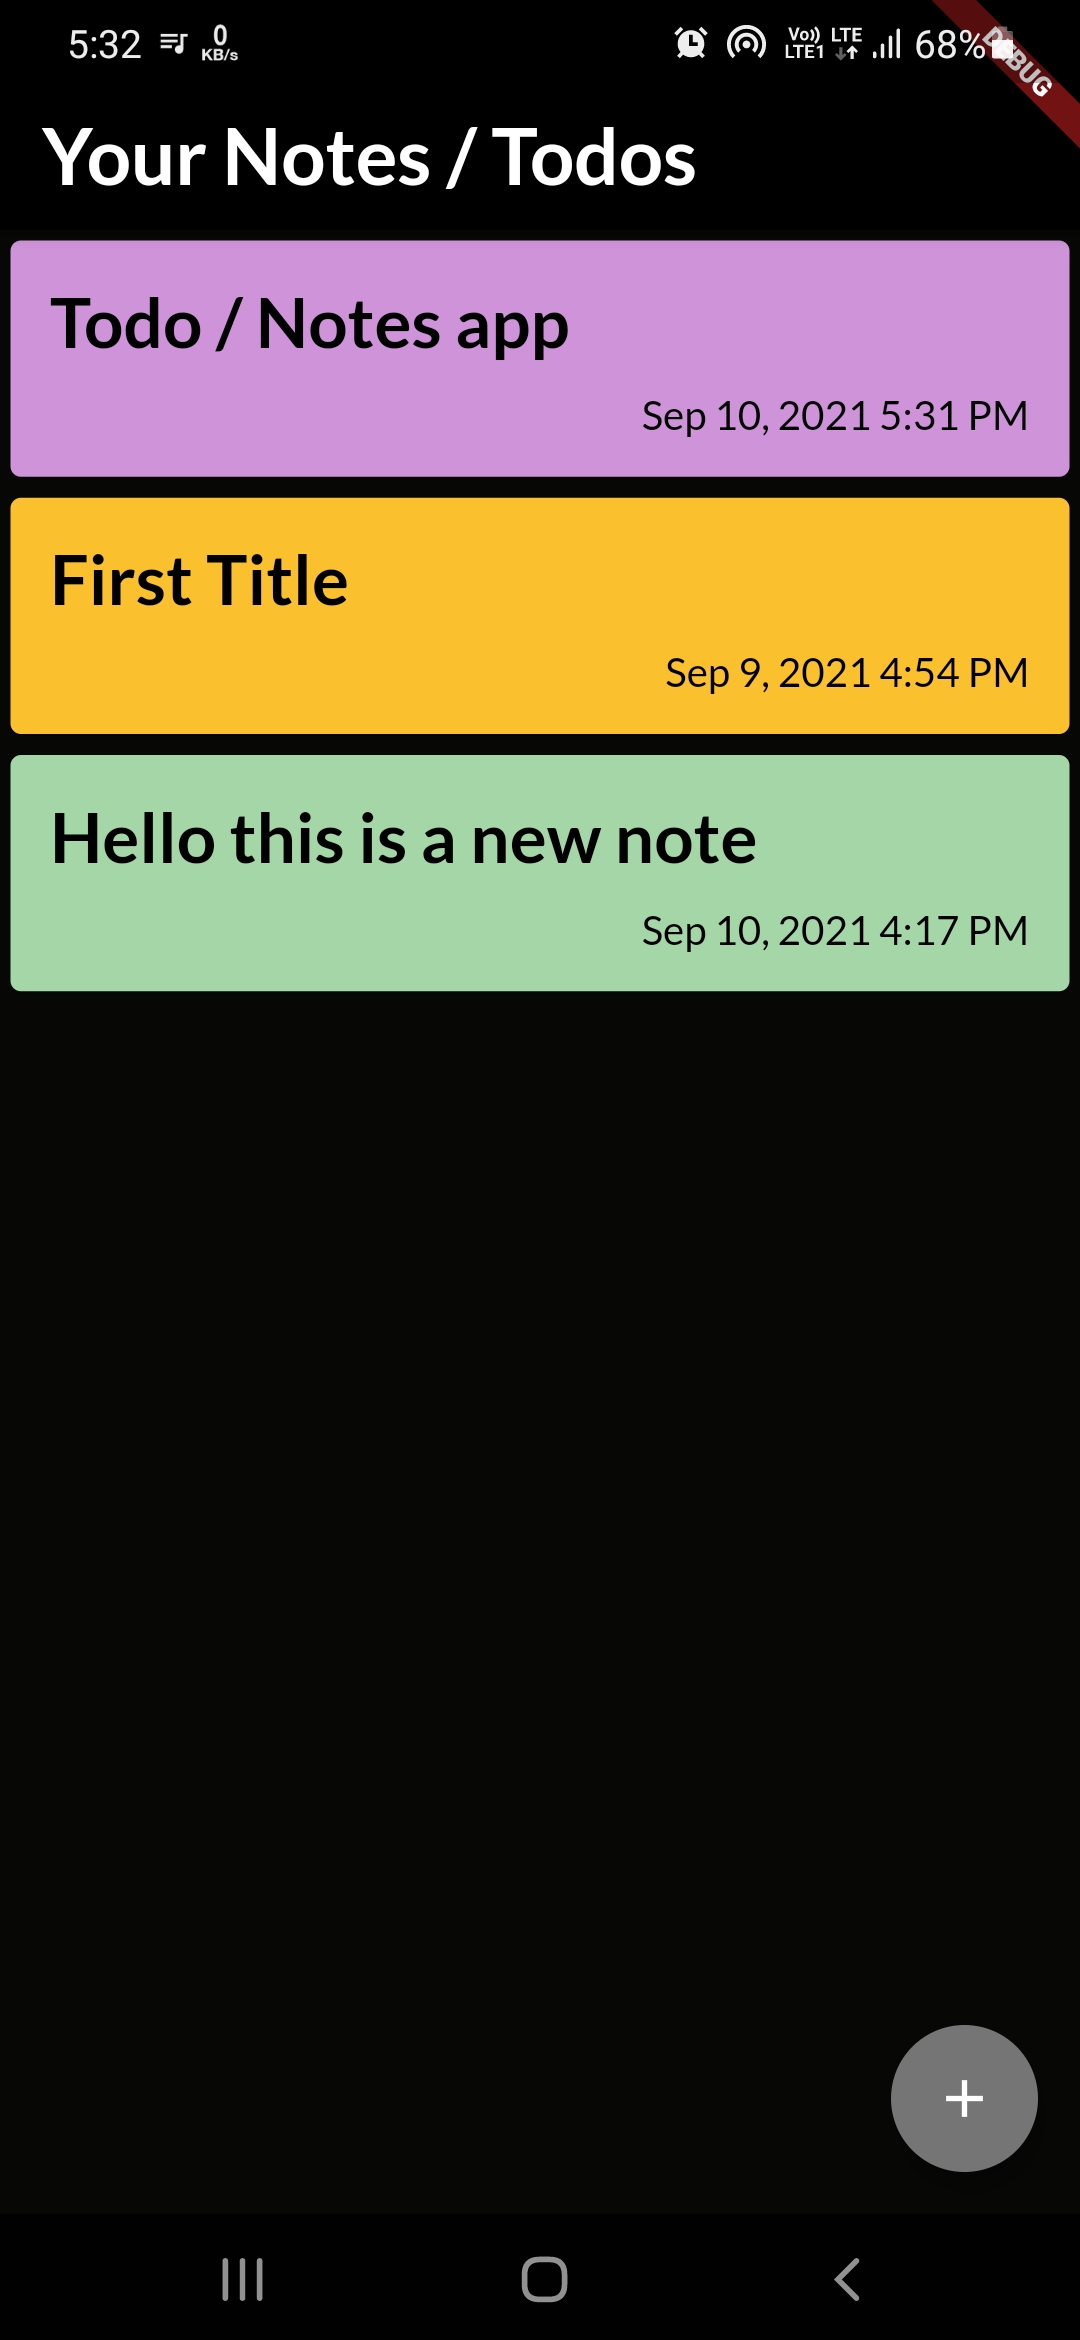 5:32 0 KB/s Vo)) LTE1 LTE 68%
DEBUG
Your Notes / Todos
Todo / Notes app
Sep 10, 2021 5:31 PM
First Title
Sep 9, 2021 4:54 PM
Hello this is a new note
Sep 10, 2021 4:17 PM
+